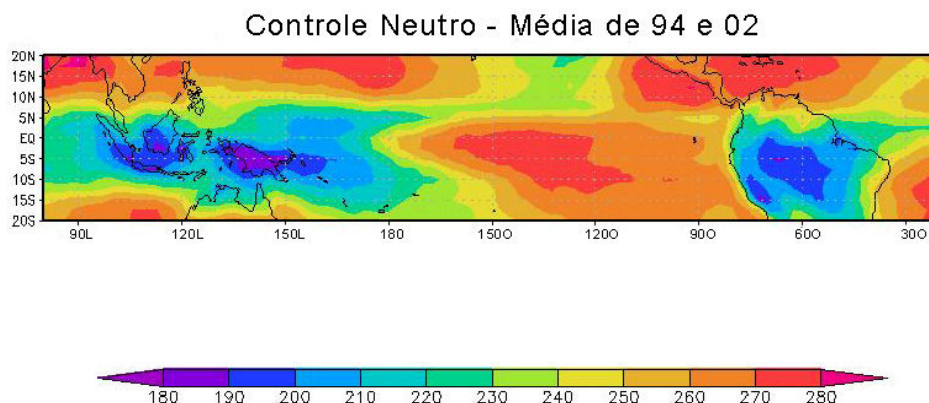 Controle Neutro - Média de 94 e 02
20N
15N
10N
5N
EQ
5S
10S
15S
20S
90L 120L 150L 180 150O 120O 90O 60O 30O
180 190 200 210 220 230 240 250 260 270 280